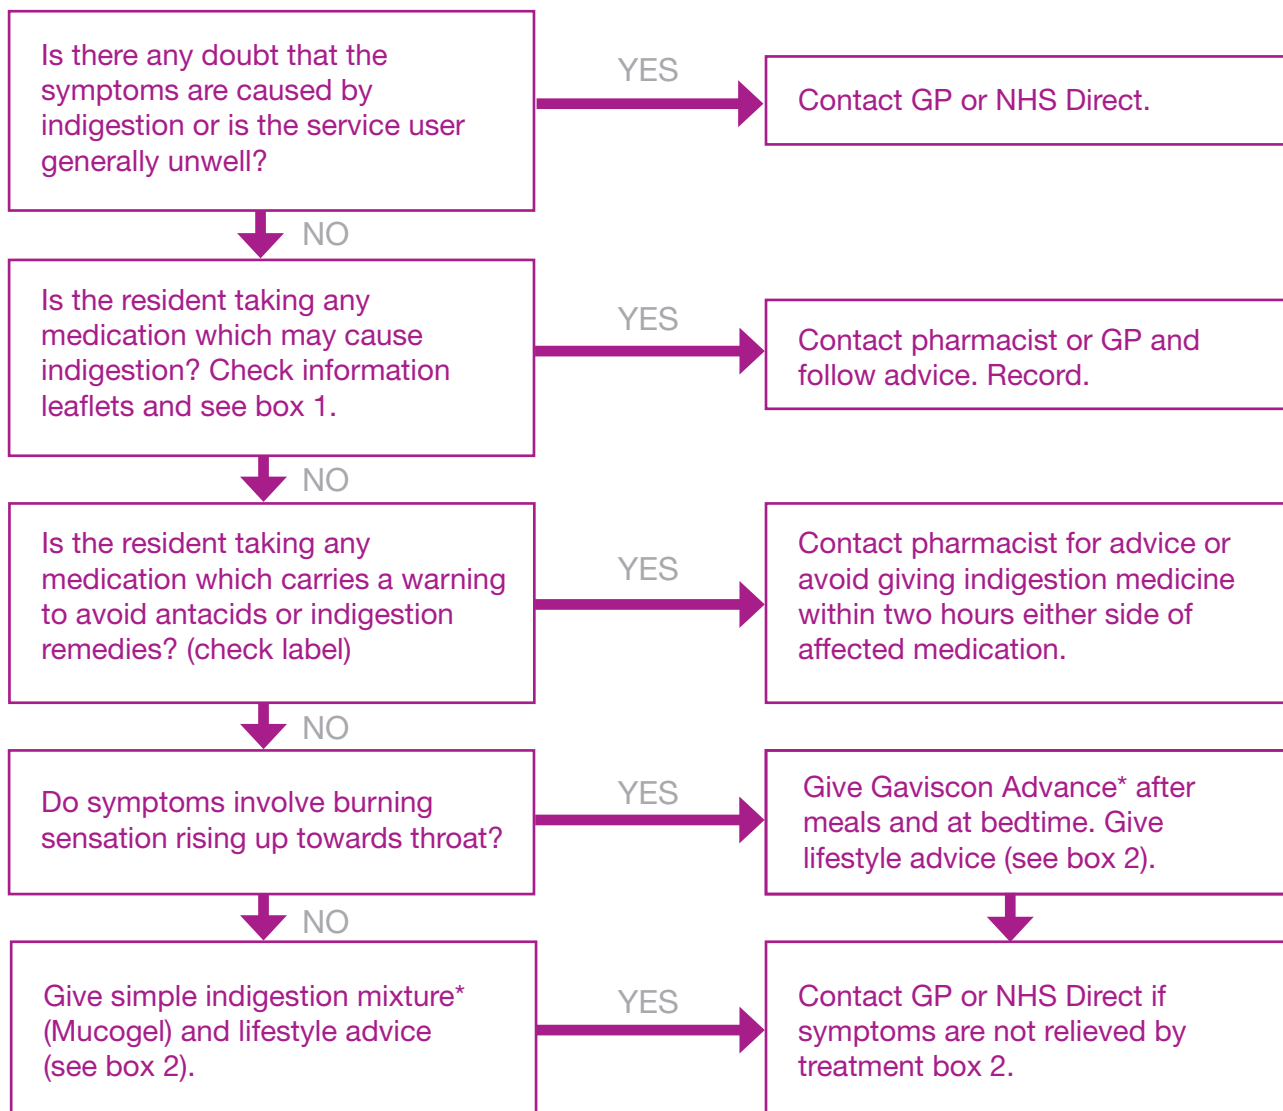 Is there any doubt that the
symptoms are caused by
indigestion or is the service user
generally unwell?
YES
Contact GP or NHS Direct.
NO
Is the resident taking any
medication which may cause
indigestion? Check information
leaflets and see box 1.
YES
Contact pharmacist or GP and
follow advice. Record.
NO
Is the resident taking any
medication which carries a warning
to avoid antacids or indigestion
remedies? (check label)
YES
Contact pharmacist for advice or
avoid giving indigestion medicine
within two hours either side of
affected medication.
NO
Do symptoms involve burning
sensation rising up towards throat?
YES
Give Gaviscon Advance* after
meals and at bedtime. Give
lifestyle advice (see box 2).
NO
Give simple indigestion mixture*
(Mucogel) and lifestyle advice
(see box 2).
YES
Contact GP or NHS Direct if
symptoms are not relieved by
treatment box 2.